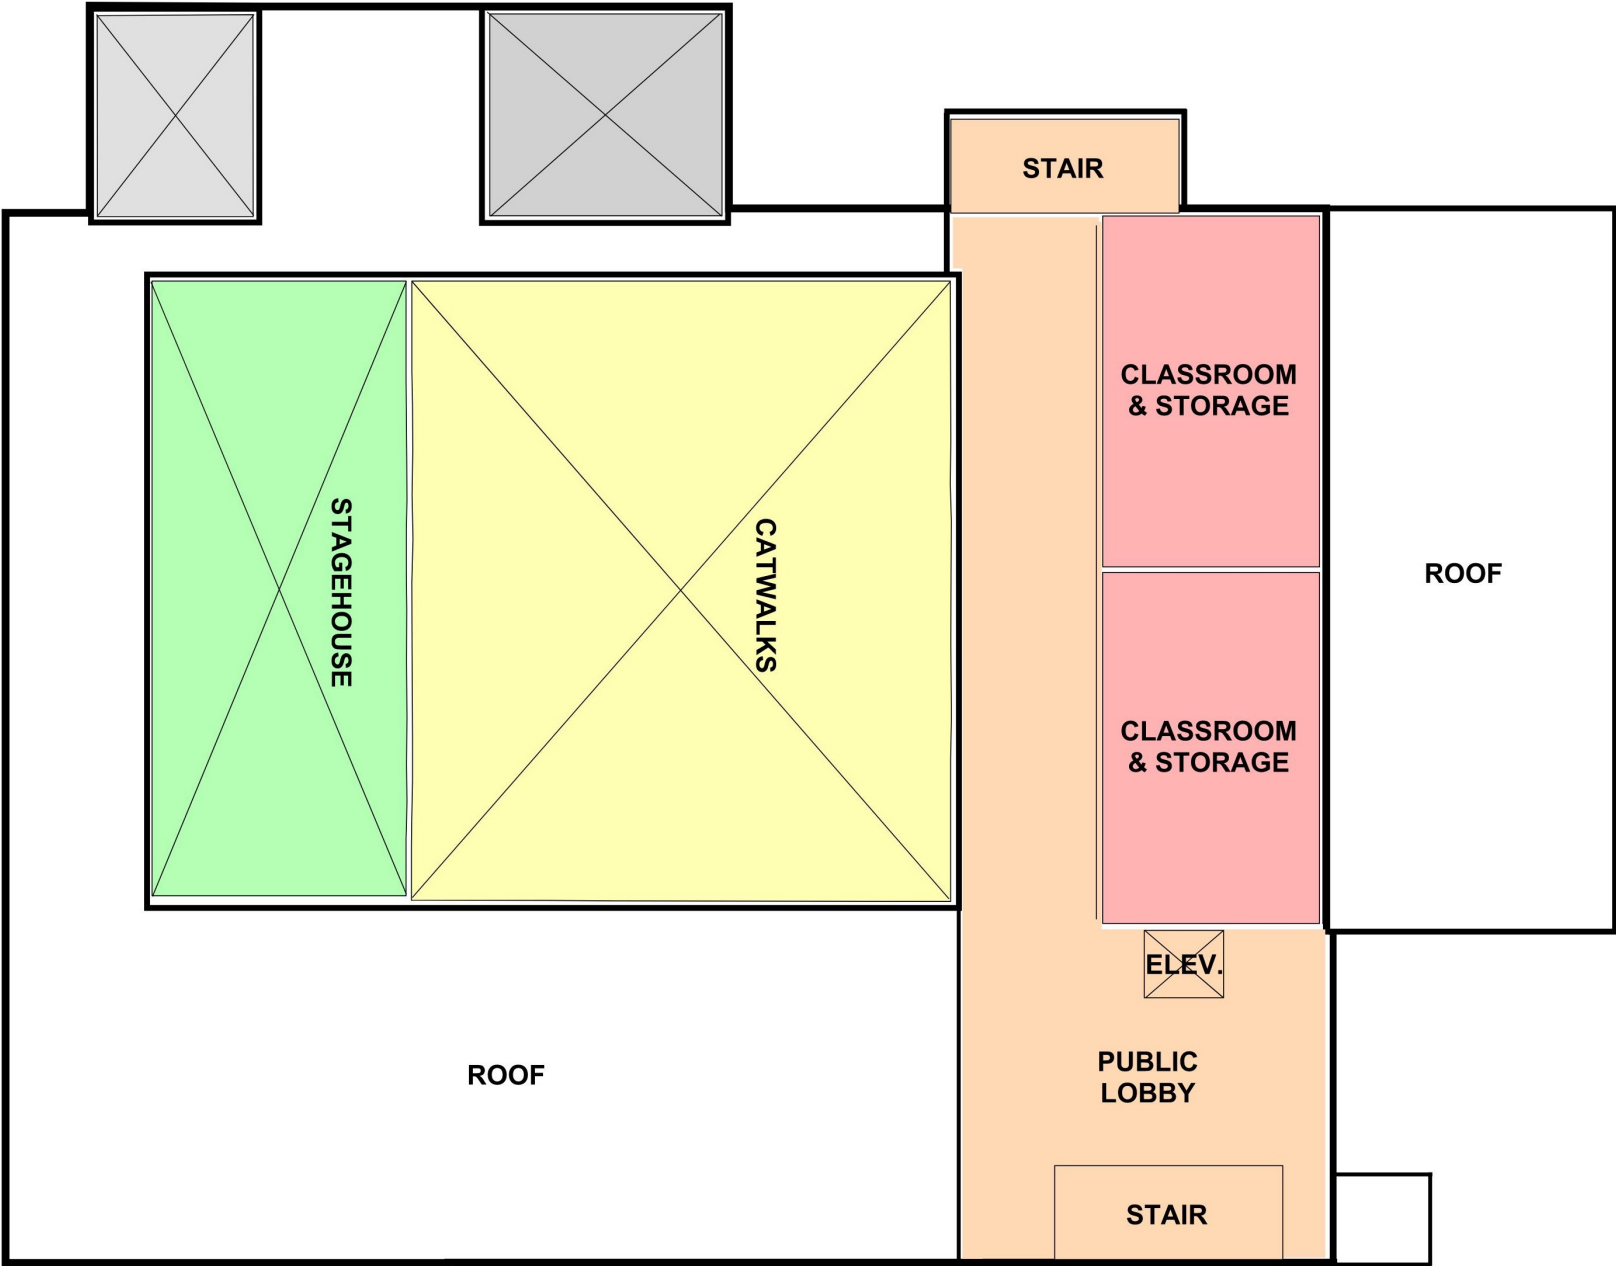 STAIR
CLASSROOM
& STORAGE
STAGEHOUSE
CATWALKS
ROOF
CLASSROOM
& STORAGE
ELEV.
PUBLIC
LOBBY
ROOF
STAIR